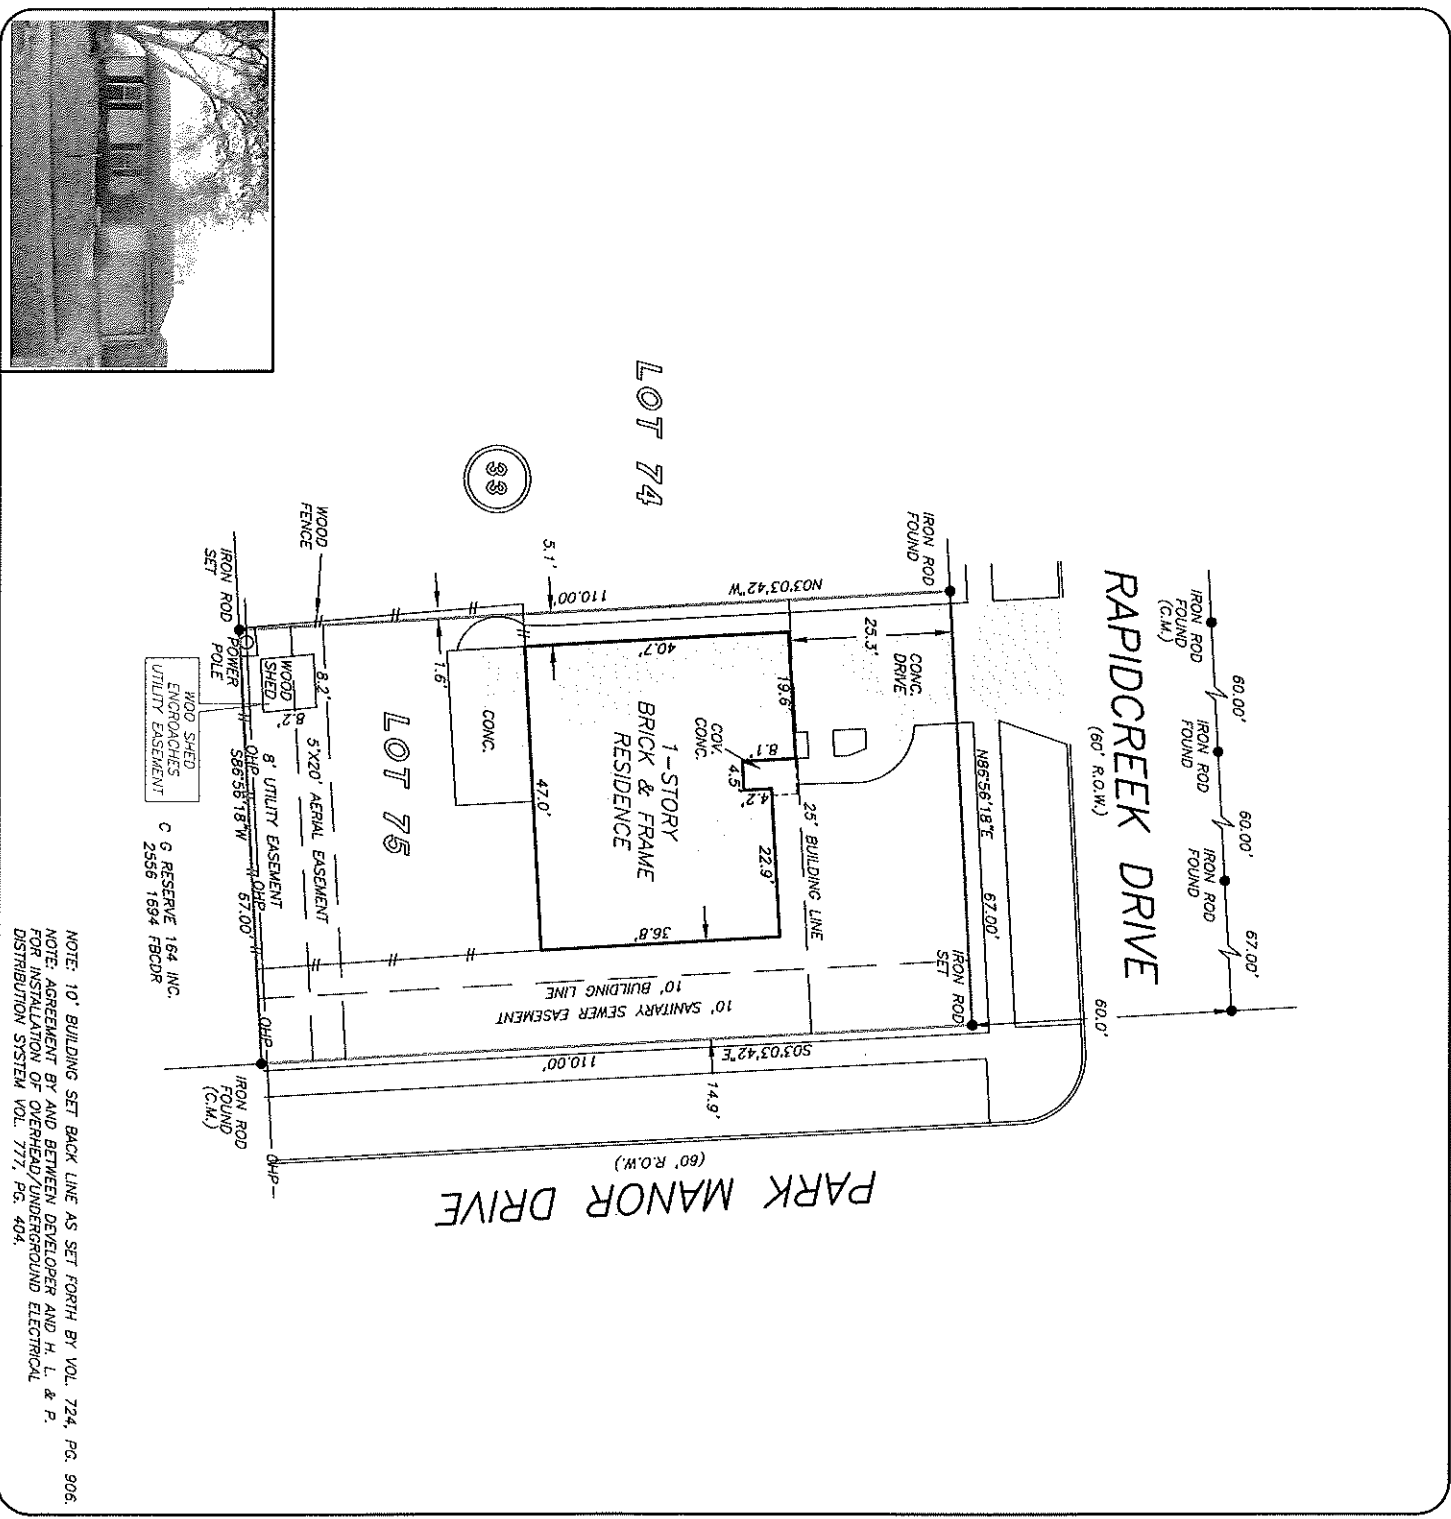 60.00'
60.00'
67.00'
IRON ROD
FOUND
(C.M.)
IRON ROD
FOUND
IRON ROD
FOUND
60.0'
RAPIDCREEK DRIVE
(60' R.O.W.)
IRON ROD
FOUND
N86°56'18"E
67.00'
IRON ROD
SET
CONC.
DRIVE
25.3'
25' BUILDING LINE
N03°03'42"W
110.00'
5.1'
LOT 74
33
19.6'
8.1'
COV.
CONC.
4.5'
4.2'
22.9'
40.7'
1-STORY
BRICK & FRAME
RESIDENCE
36.8'
47.0'
10' BUILDING LINE
10' SANITARY SEWER EASEMENT
S03°03'42"E
110.00'
14.9'
PARK MANOR DRIVE
(60' R.O.W.)
CONC.
1.6'
LOT 75
WOOD
FENCE
8.2'
WOOD
SHED
8.2'
5'X20' AERIAL EASEMENT
8' UTILITY EASEMENT
IRON ROD
SET
POWER
POLE
OHP
OHP
OHP
OHP
S86°56'18"W
67.00'
IRON ROD
FOUND
(C.M.)
WOO SHED
ENCROACHES
UTILITY EASEMENT
C G RESERVE 164 INC.
2556 1694 FBCDR
NOTE: 10' BUILDING SET BACK LINE AS SET FORTH BY VOL. 724, PG. 906.
NOTE: AGREEMENT BY AND BETWEEN DEVELOPER AND H. L. & P.
FOR INSTALLATION OF OVERHEAD/UNDERGROUND ELECTRICAL
DISTRIBUTION SYSTEM VOL. 777, PG. 404.